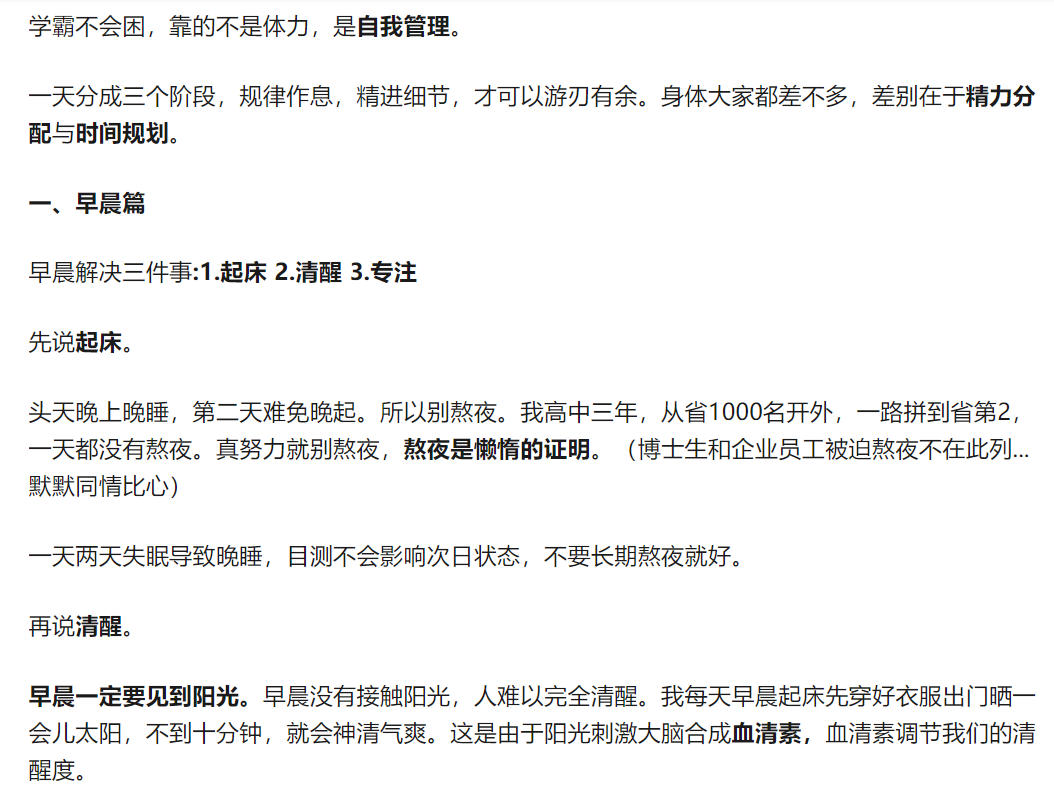 学霸不会困，靠的不是体力，是自我管理。
一天分成三个阶段，规律作息，精进细节，才可以游刃有余。身体大家都差不多，差别在于精力分
配与时间规划。
一、早晨篇
早晨解决三件事:1.起床 2.清醒 3.专注
先说起床。
头天晚上晚睡，第二天难免晚起。所以别熬夜。我高中三年，从省1000名开外，一路拼到省第2，
一天都没有熬夜。真努力就别熬夜，熬夜是懒惰的证明。（博士生和企业员工被迫熬夜不在此列...
默默同情比心）
一天两天失眠导致晚睡，目测不会影响次日状态，不要长期熬夜就好。
再说清醒。
早晨一定要见到阳光。早晨没有接触阳光，人难以完全清醒。我每天早晨起床先穿好衣服出门晒一
会儿太阳，不到十分钟，就会神清气爽。这是由于阳光刺激大脑合成血清素，血清素调节我们的清
醒度。